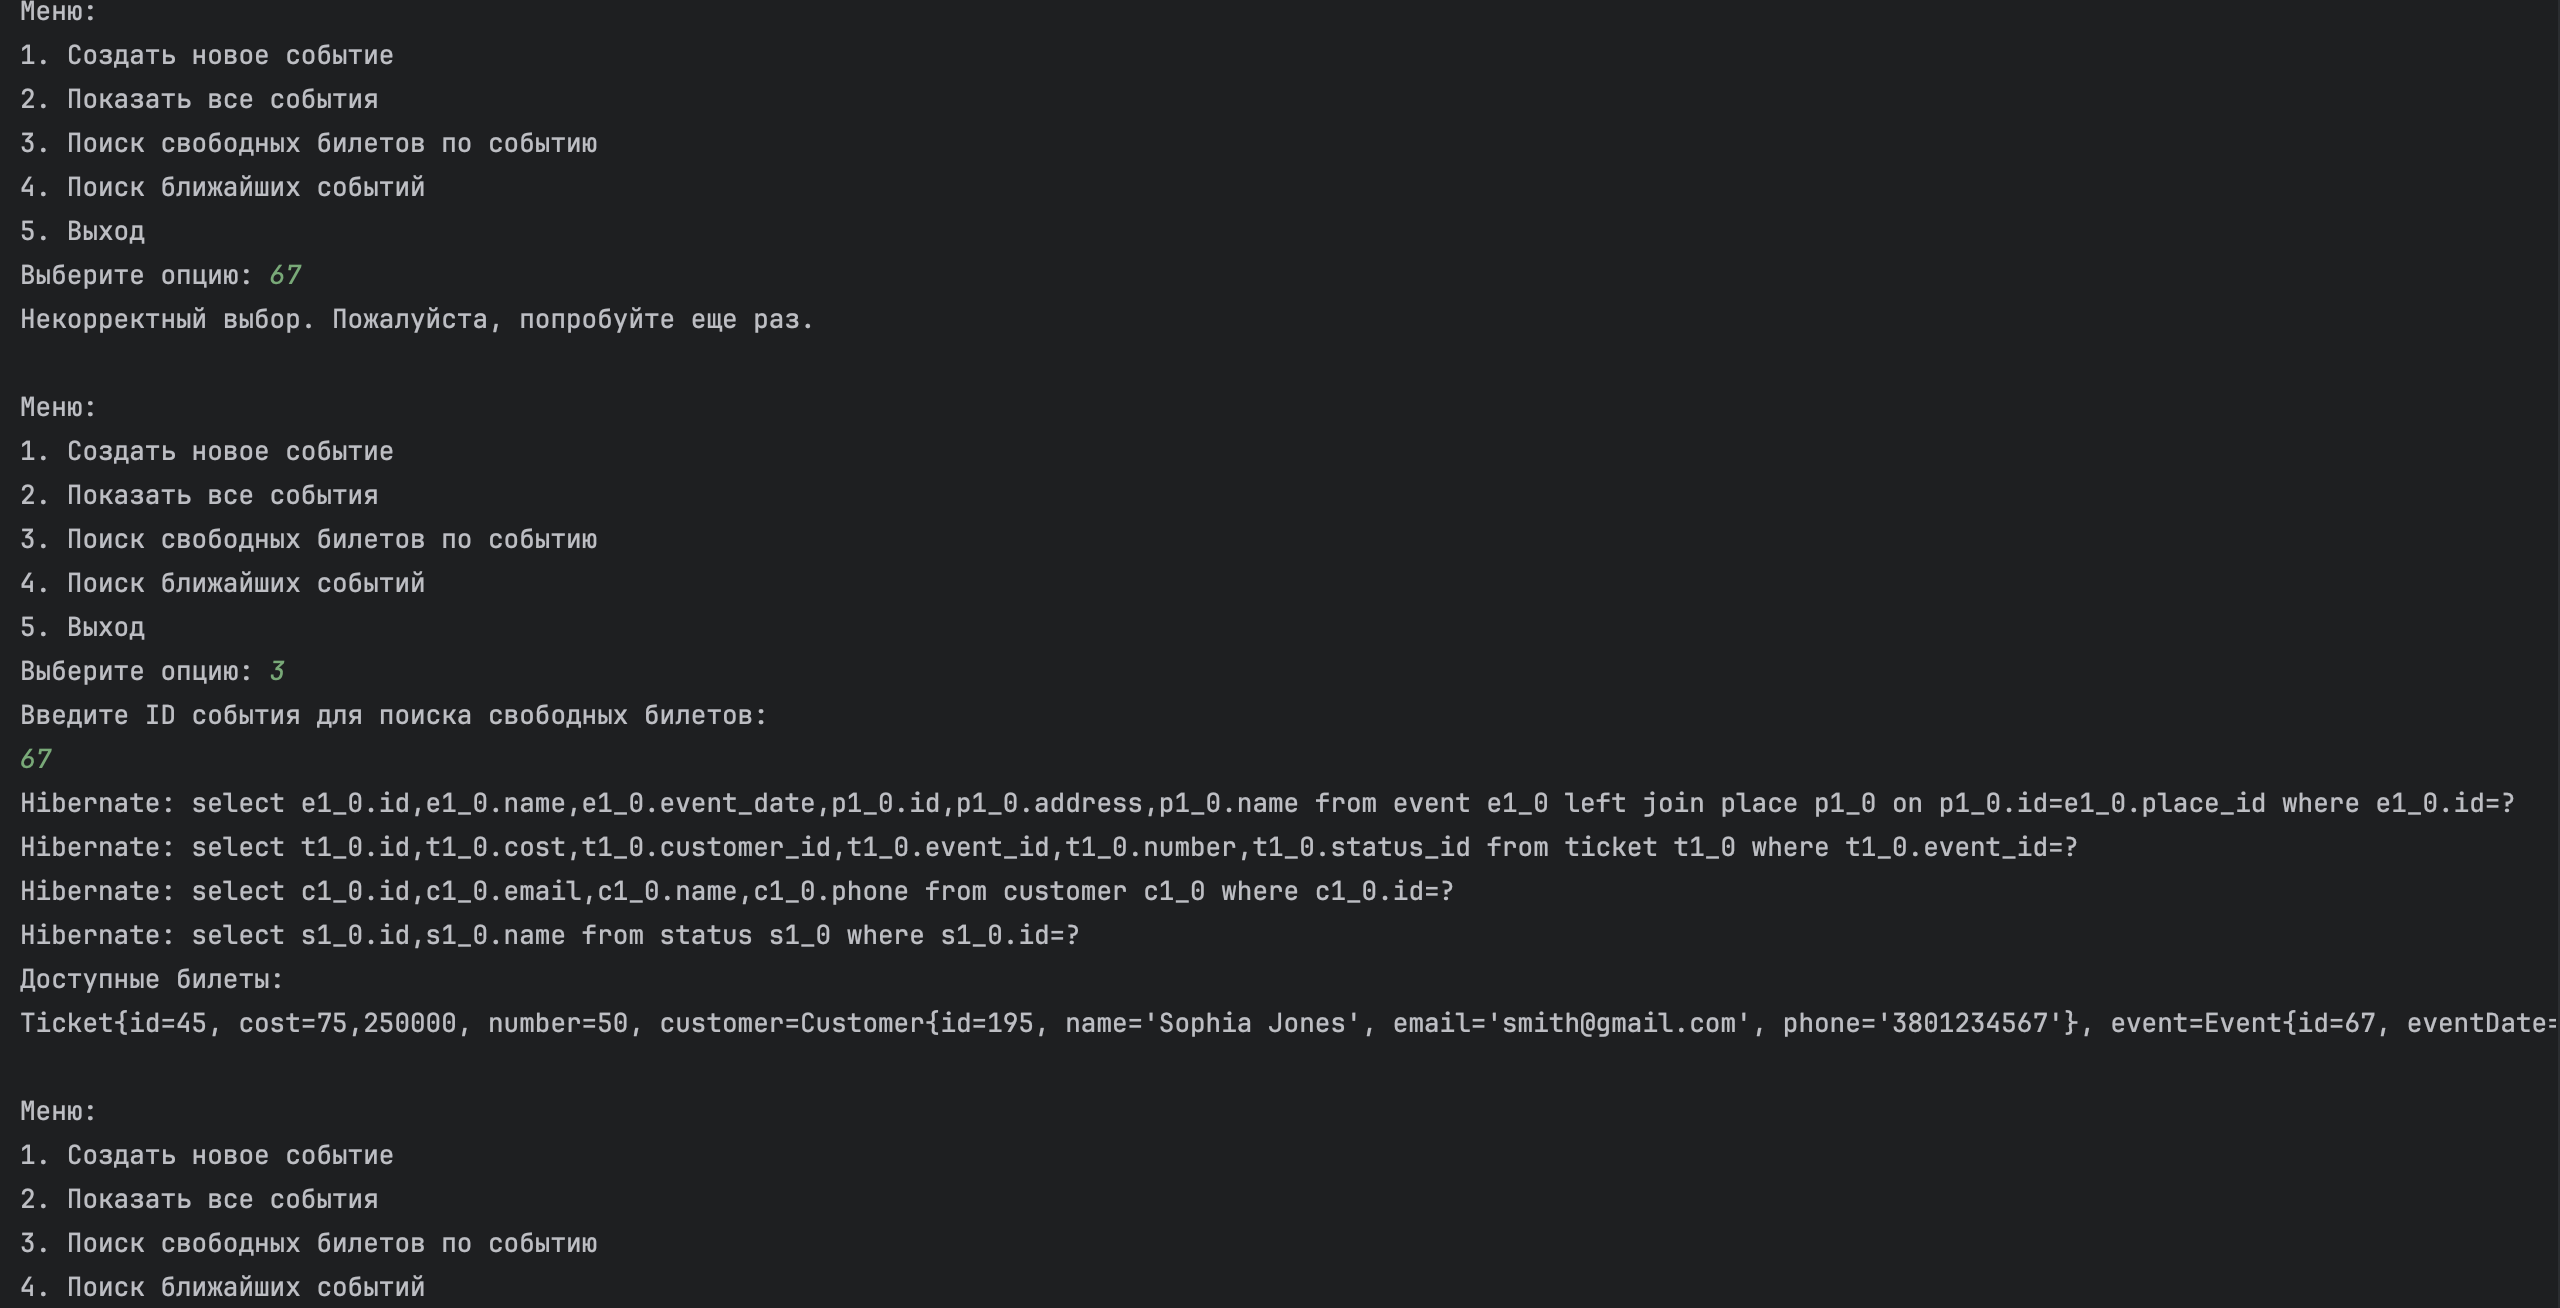 Меню:
1. Создать новое событие
2. Показать все события
3. Поиск свободных билетов по событию
4. Поиск ближайших событий
5. Выход
Выберите опцию: 67
Некорректный выбор. Пожалуйста, попробуйте еще раз.
Меню:
1. Создать новое событие
2. Показать все события
3. Поиск свободных билетов по событию
4. Поиск ближайших событий
5. Выход
Выберите опцию: 3
Введите ID события для поиска свободных билетов:
67
Hibernate: select e1_0.id,e1_0.name,e1_0.event_date,p1_0.id,p1_0.address,p1_0.name from event e1_0 left join place p1_0 on p1_0.id=e1_0.place_id where e1_0.id=?
Hibernate: select t1_0.id,t1_0.cost,t1_0.customer_id,t1_0.event_id,t1_0.number,t1_0.status_id from ticket t1_0 where t1_0.event_id=?
Hibernate: select c1_0.id,c1_0.email,c1_0.name,c1_0.phone from customer c1_0 where c1_0.id=?
Hibernate: select s1_0.id,s1_0.name from status s1_0 where s1_0.id=?
Доступные билеты:
Ticket{id=45, cost=75,250000, number=50, customer=Customer{id=195, name='Sophia Jones', email='smith@gmail.com', phone='3801234567'}, event=Event{id=67, eventDate=
Меню:
1. Создать новое событие
2. Показать все события
3. Поиск свободных билетов по событию
4. Поиск ближайших событий